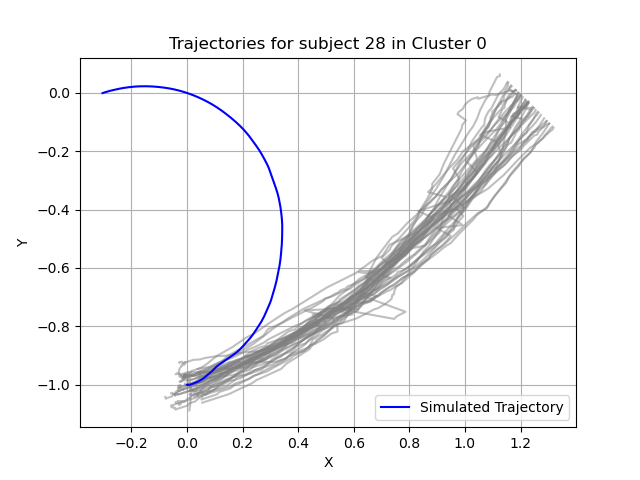 Trajectories for subject 28 in Cluster 0
0.0
−0.2
−0.4
−0.6
−0.8
−1.0
Y
Simulated Trajectory
−0.2 0.0 0.2 0.4 0.6 0.8 1.0 1.2
X